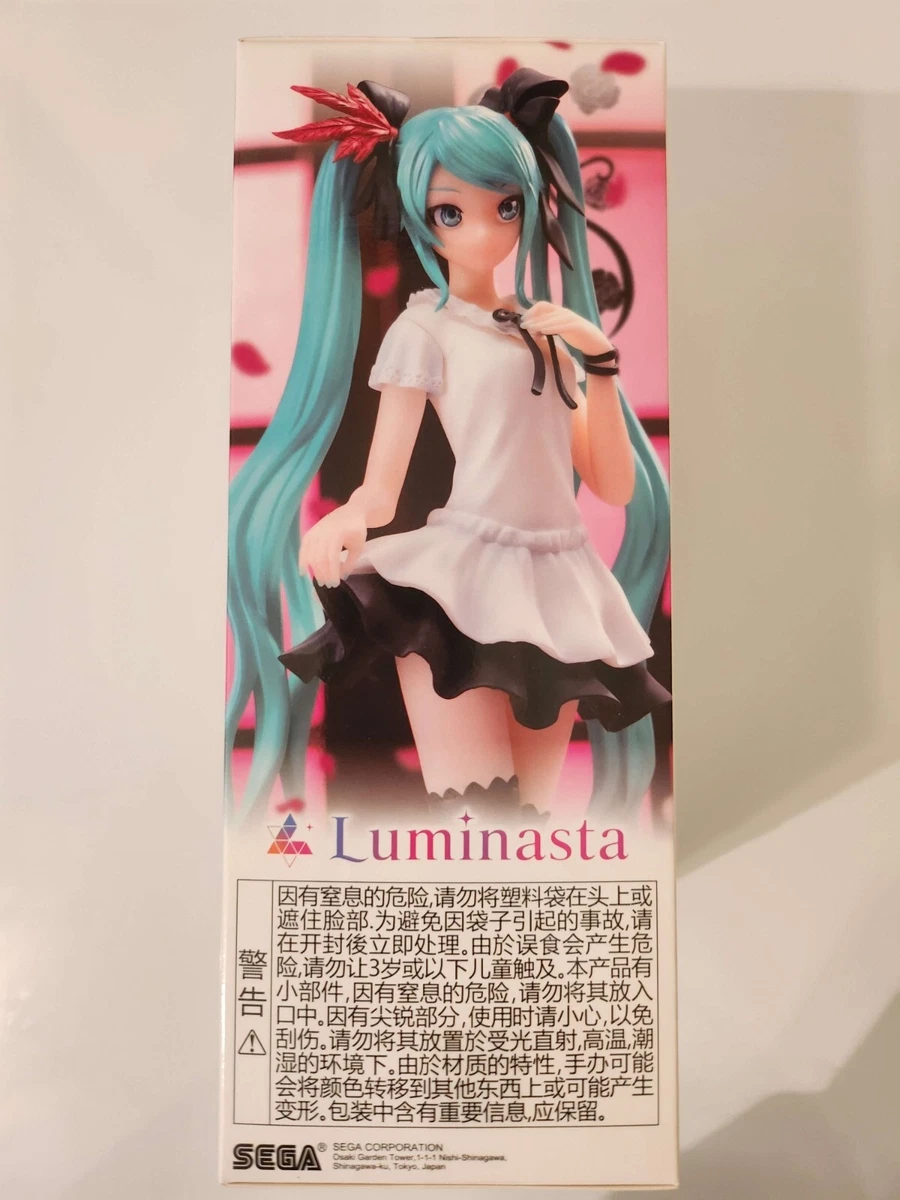 Luminasta
警告
因有窒息的危险,请勿将塑料袋在头上或
遮住脸部.为避免因袋子引起的事故,请
在开封後立即处理。由於误食会产生危
险,请勿让3岁或以下儿童触及。本产品有
小部件,因有窒息的危险,请勿将其放入
口中。因有尖锐部分,使用时请小心,以免
刮伤。请勿将其放置於受光直射,高温,潮
湿的环境下。由於材质的特性,手办可能
会将颜色转移到其他东西上或可能产生
变形。包装中含有重要信息,应保留。
SEGA®
SEGA CORPORATION
Osaki Garden Tower,1-1-1 Nishi-Shinagawa,
Shinagawa-ku, Tokyo, Japan